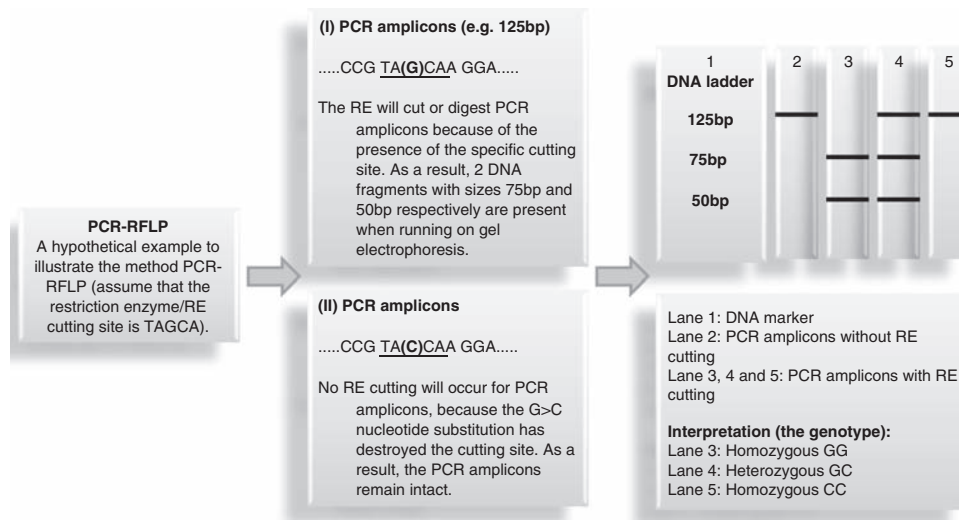 PCR-RFLP
A hypothetical example to
illustrate the method PCR-
RFLP (assume that the
restriction enzyme/RE
cutting site is TAGCA).
(I) PCR amplicons (e.g. 125bp)
.....CCG TA(G)CAA GGA.....
The RE will cut or digest PCR
amplicons because of the
presence of the specific cutting
site. As a result, 2 DNA
fragments with sizes 75bp and
50bp respectively are present
when running on gel
electrophoresis.
(II) PCR amplicons
.....CCG TA(C)CAA GGA.....
No RE cutting will occur for PCR
amplicons, because the G>C
nucleotide substitution has
destroyed the cutting site. As a
result, the PCR amplicons
remain intact.
1 2 3 4 5
DNA ladder
125bp
75bp
50bp
Lane 1: DNA marker
Lane 2: PCR amplicons without RE
cutting
Lane 3, 4 and 5: PCR amplicons with RE
cutting
Interpretation (the genotype):
Lane 3: Homozygous GG
Lane 4: Heterozygous GC
Lane 5: Homozygous CC